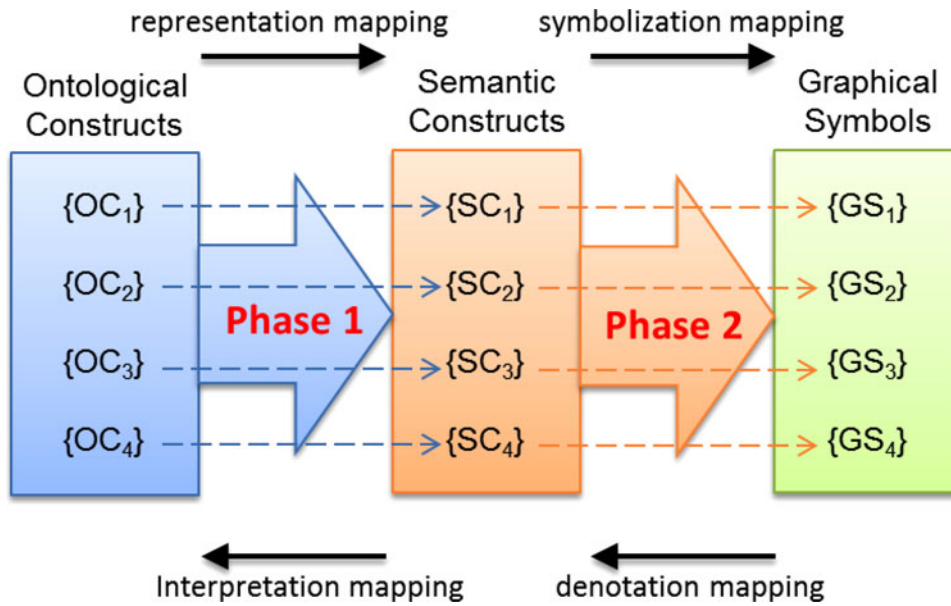 representation mapping
symbolization mapping
Ontological
Constructs
Semantic
Constructs
Graphical
Symbols
{OC₁}
{SC₁}
{GS₁}
{OC₂}
{SC₂}
{GS₂}
Phase 1
Phase 2
{OC₃}
{SC₃}
{GS₃}
{OC₄}
{SC₄}
{GS₄}
Interpretation mapping
denotation mapping